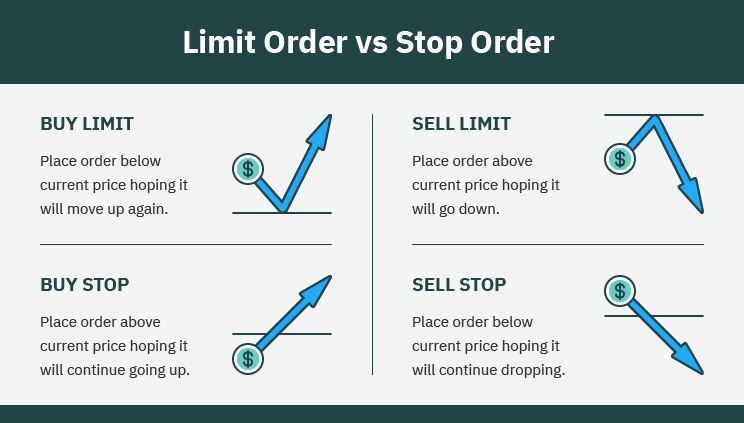 Limit Order vs Stop Order
BUY LIMIT
Place order below
current price hoping it
will move up again.
$
SELL LIMIT
Place order above
current price hoping it
will go down.
$
BUY STOP
Place order above
current price hoping it
will continue going up.
$
SELL STOP
Place order below
current price hoping it
will continue dropping.
$